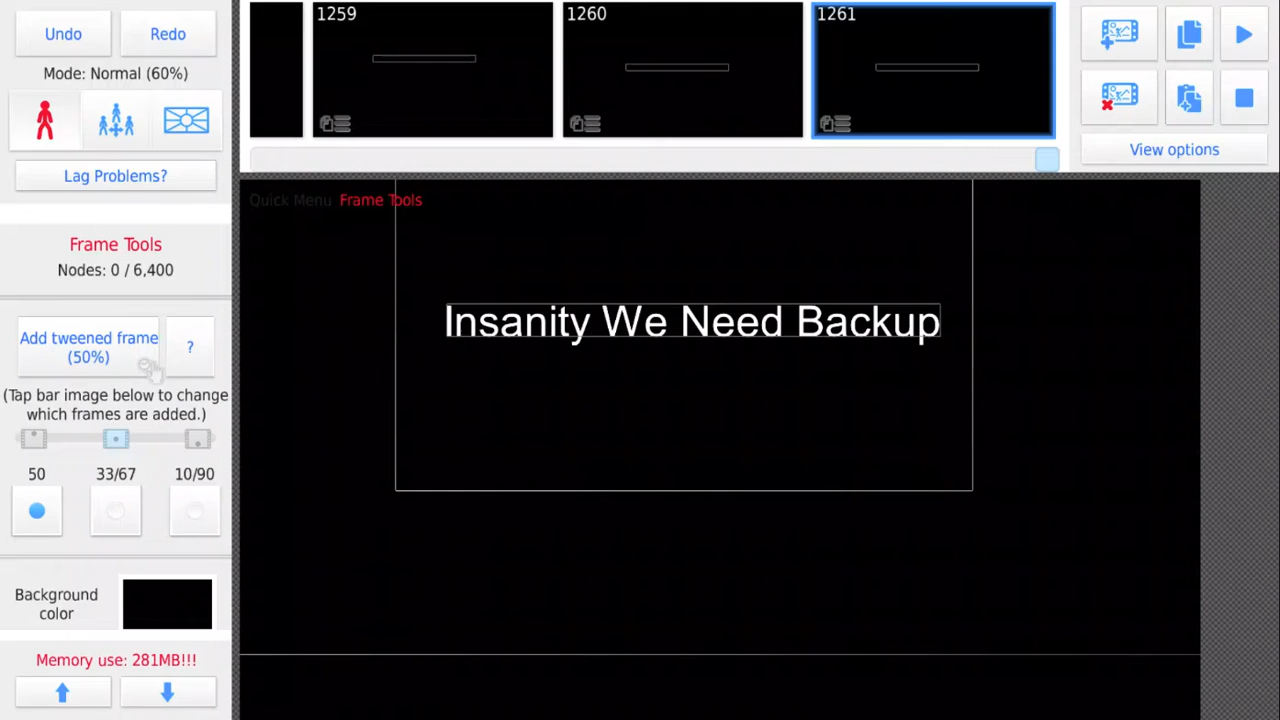 Undo
Redo
Mode: Normal (60%)
Lag Problems?
Frame Tools
Nodes: 0 / 6,400
Add tweened frame
(50%)
?
(Tap bar image below to change
which frames are added.)
50
33/67
10/90
Background
color
Memory use: 281MB!!!
1259
1260
1261
View options
Quick Menu
Frame Tools
Insanity We Need Backup